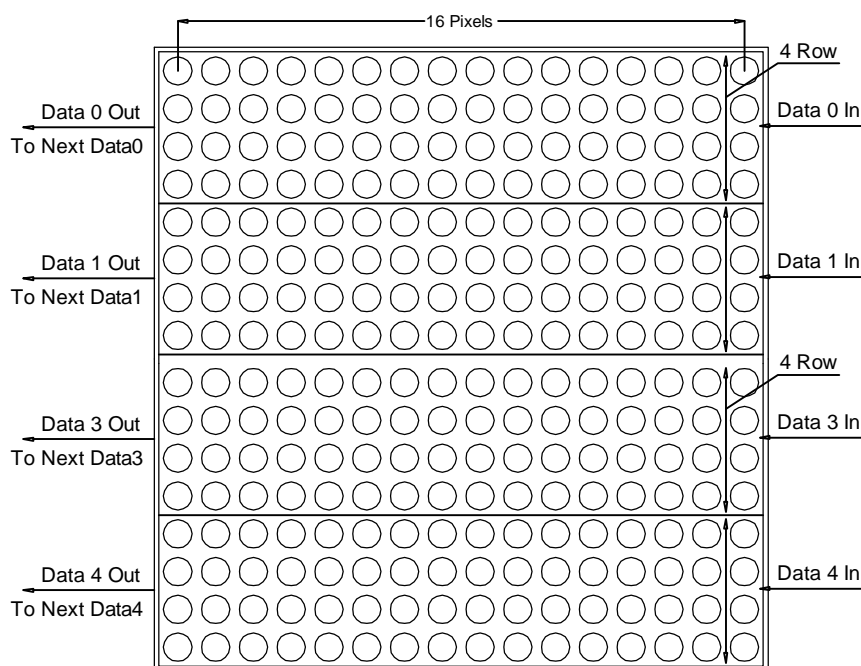 16 Pixels
4 Row
Data 0 Out
Data 0 In
To Next Data0
Data 1 Out
Data 1 In
To Next Data1
4 Row
Data 3 Out
Data 3 In
To Next Data3
Data 4 Out
Data 4 In
To Next Data4